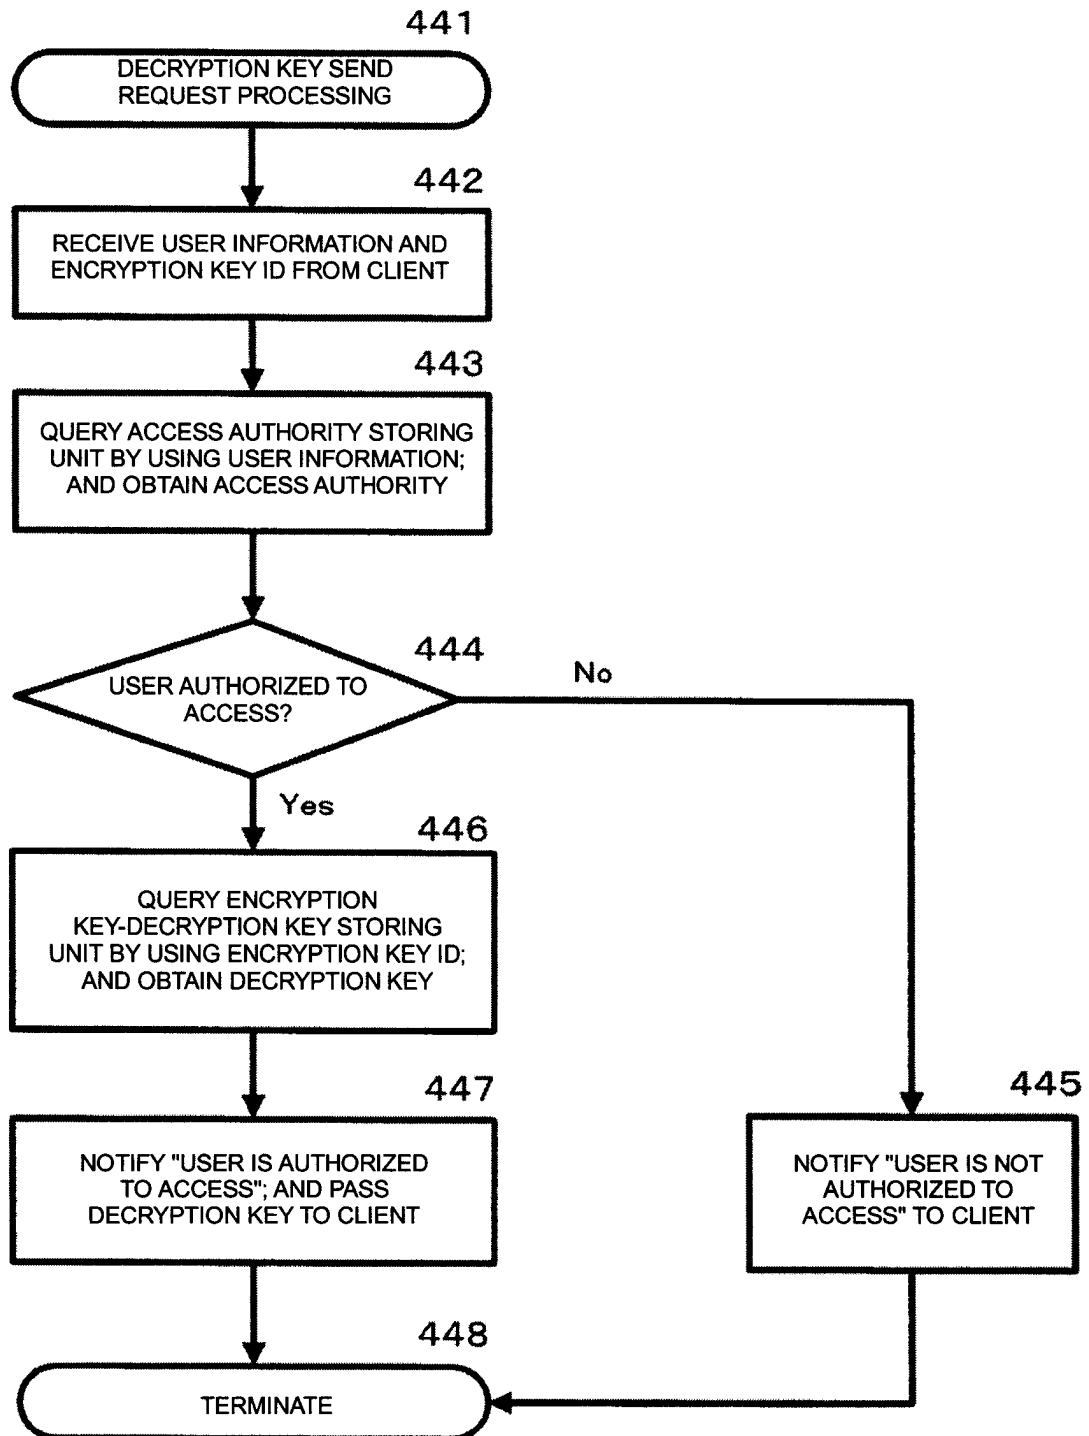 441
DECRYPTION KEY SEND
REQUEST PROCESSING
442
RECEIVE USER INFORMATION AND
ENCRYPTION KEY ID FROM CLIENT
443
QUERY ACCESS AUTHORITY STORING
UNIT BY USING USER INFORMATION;
AND OBTAIN ACCESS AUTHORITY
444
USER AUTHORIZED TO
ACCESS?
No
Yes
446
QUERY ENCRYPTION
KEY-DECRYPTION KEY STORING
UNIT BY USING ENCRYPTION KEY ID;
AND OBTAIN DECRYPTION KEY
447
NOTIFY "USER IS AUTHORIZED
TO ACCESS"; AND PASS
DECRYPTION KEY TO CLIENT
445
NOTIFY "USER IS NOT
AUTHORIZED TO
ACCESS" TO CLIENT
448
TERMINATE